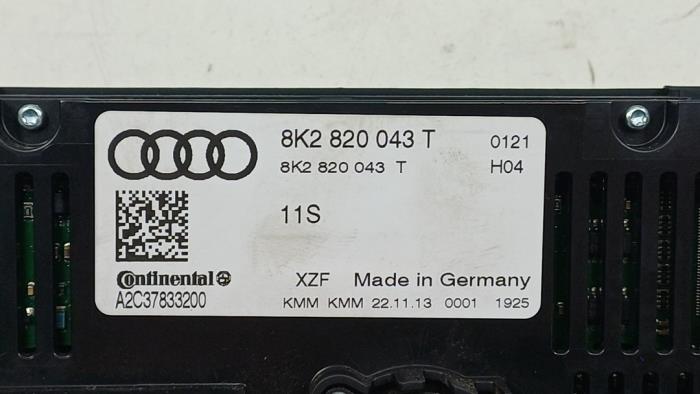 8K2 820 043 T 0121
8K2 820 043 T H04
11S
Continental XZF Made in Germany
A2C37833200 KMM KMM 22.11.13 0001 1925